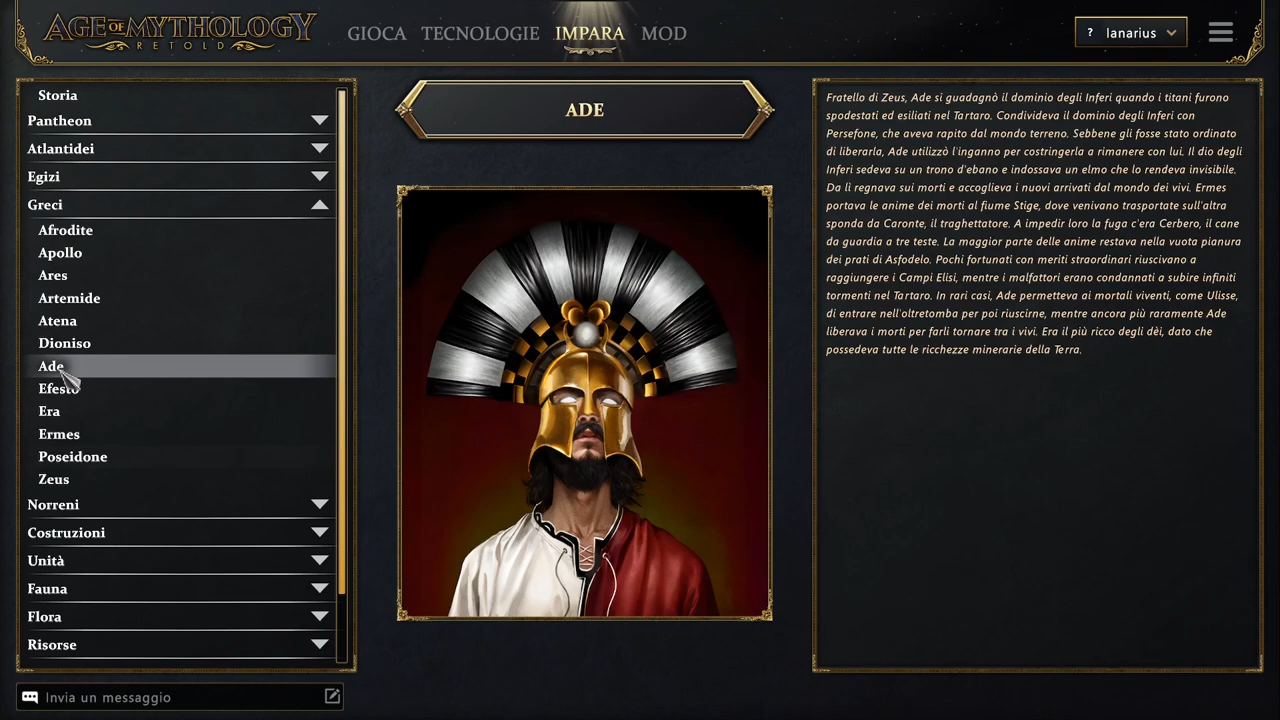 AGE OF MYTHOLOGY
RETOLD
GIOCA
TECNOLOGIE
IMPARA
MOD
? Ianarius
Storia
Pantheon
Atlantidei
Egizi
Greci
Afrodite
Apollo
Ares
Artemide
Atena
Dioniso
Ade
Efesto
Era
Ermes
Poseidone
Zeus
Norreni
Costruzioni
Unità
Fauna
Flora
Risorse
Invia un messaggio
ADE
Fratello di Zeus, Ade si guadagnò il dominio degli Inferi quando i titani furono
spodestati ed esiliati nel Tartaro. Condivideva il dominio degli Inferi con
Persefone, che aveva rapito dal mondo terreno. Sebbene gli fosse stato ordinato
di liberarla, Ade utilizzò l'inganno per costringerla a rimanere con lui. Il dio degli
Inferi sedeva su un trono d'ebano e indossava un elmo che lo rendeva invisibile.
Da lì regnava sui morti e accoglieva i nuovi arrivati dal mondo dei vivi. Ermes
portava le anime dei morti al fiume Stige, dove venivano trasportate sull'altra
sponda da Caronte, il traghettatore. A impedir loro la fuga c'era Cerbero, il cane
da guardia a tre teste. La maggior parte delle anime restava nella vuota pianura
dei prati di Asfodelo. Pochi fortunati con meriti straordinari riuscivano a
raggiungere i Campi Elisi, mentre i malfattori erano condannati a subire infiniti
tormenti nel Tartaro. In rari casi, Ade permetteva ai mortali viventi, come Ulisse,
di entrare nell'oltretomba per poi riuscirne, mentre ancora più raramente Ade
liberava i morti per farli tornare tra i vivi. Era il più ricco degli dèi, dato che
possedeva tutte le ricchezze minerarie della Terra.